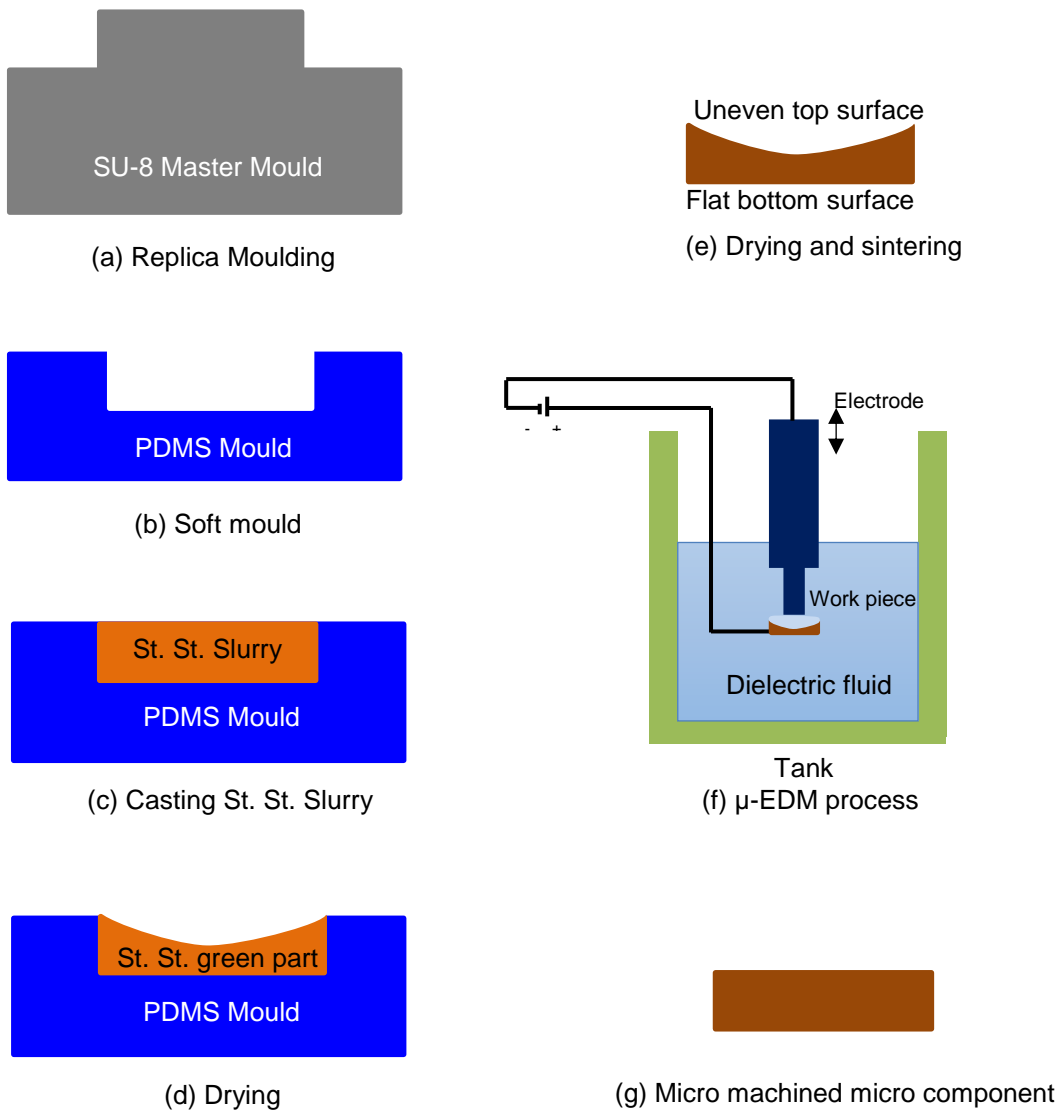 SU-8 Master Mould
(a) Replica Moulding
PDMS Mould
(b) Soft mould
St. St. Slurry
PDMS Mould
(c) Casting St. St. Slurry
St. St. green part
PDMS Mould
(d) Drying
Uneven top surface
Flat bottom surface
(e) Drying and sintering
Electrode
- +
Work piece
Dielectric fluid
Tank
(f) µ-EDM process
(g) Micro machined micro component